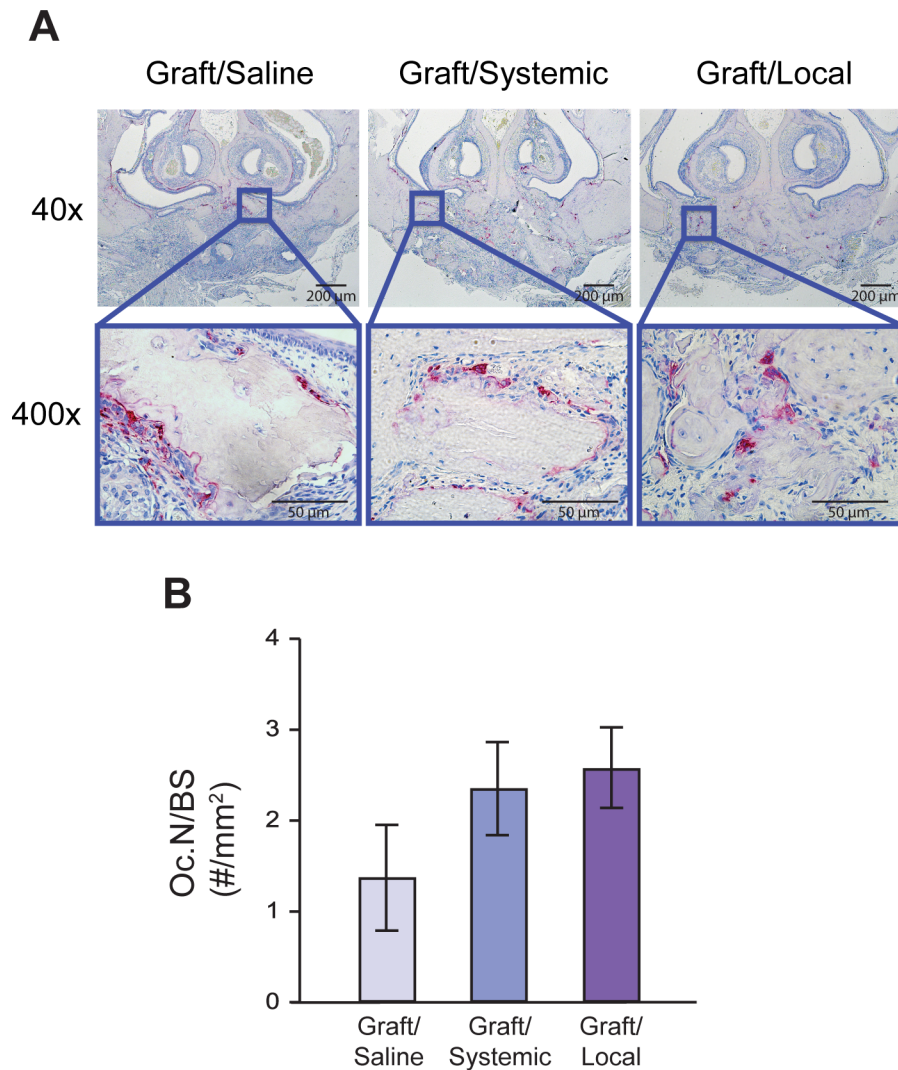 A
Graft/Saline
Graft/Systemic
Graft/Local
40x
200 µm
200 µm
200 µm
400x
50 µm
50 µm
50 µm
B
Oc.N/BS
(#/mm²)
4
3
2
1
0
Graft/
Saline
Graft/
Systemic
Graft/
Local